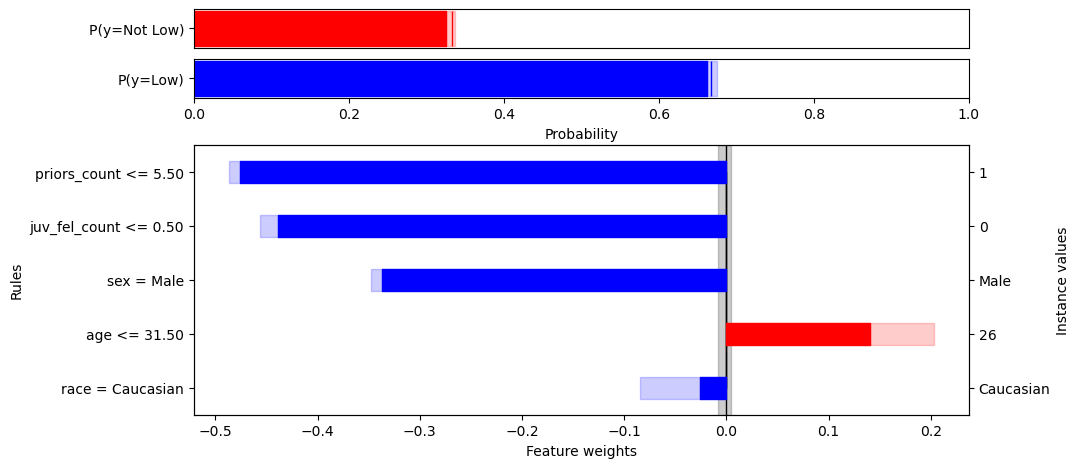 P(y=Not Low)
P(y=Low)
0.0 0.2 0.4 0.6 0.8 1.0
Probability
Rules
priors_count <= 5.50 1
juv_fel_count <= 0.50 0
sex = Male Male
age <= 31.50 26
race = Caucasian Caucasian
Instance values
−0.5 −0.4 −0.3 −0.2 −0.1 0.0 0.1 0.2
Feature weights